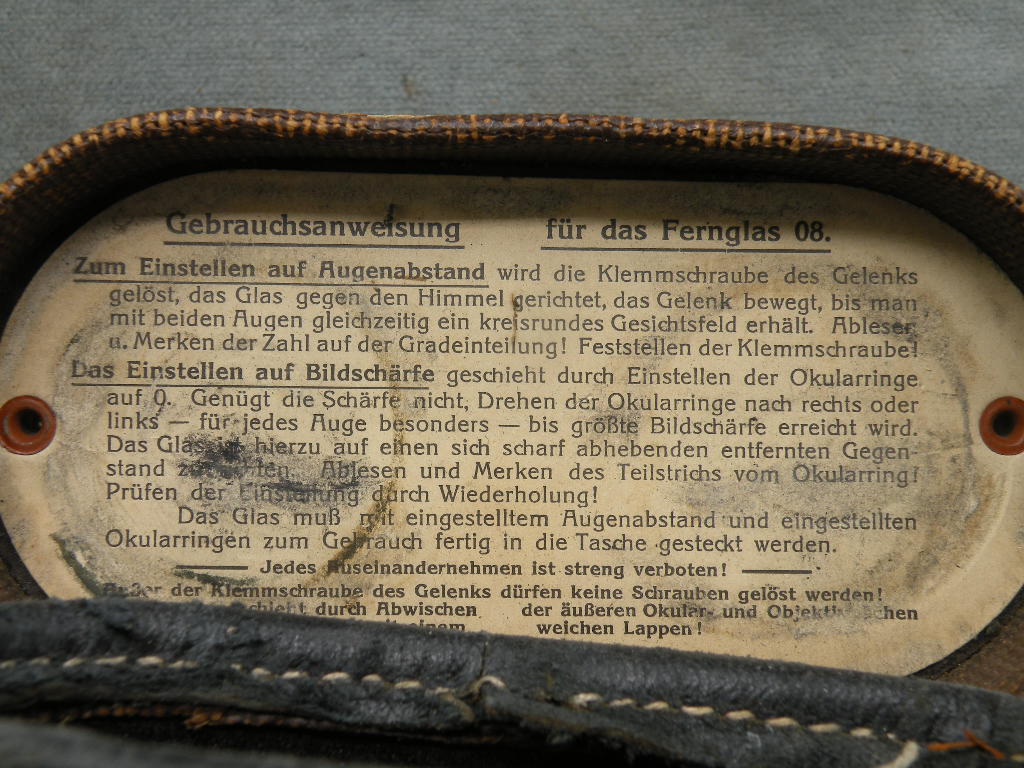 Gebrauchsanweisung für das Fernglas 08.
Zum Einstellen auf Augenabstand wird die Klemmschraube des Gelenks
gelöst, das Glas gegen den Himmel gerichtet, das Gelenk bewegt, bis man
mit beiden Augen gleichzeitig ein kreisrundes Gesichtsfeld erhält. Ablesen
u. Merken der Zahl auf der Gradeinteilung! Feststellen der Klemmschraube!
Das Einstellen auf Bildschärfe geschieht durch Einstellen der Okularringe
auf 0. Genügt die Schärfe nicht, Drehen der Okularringe nach rechts oder
links — für jedes Auge besonders — bis größte Bildschärfe erreicht wird.
Das Glas ist hierzu auf einen sich scharf abhebenden entfernten Gegen-
stand Ablesen und Merken des Teilstrichs vom Okularring!
Prüfen der Einstellung durch Wiederholung!
Das Glas muß mit eingestelltem Augenabstand und eingestellten
Okularringen zum Gebrauch fertig in die Tasche gesteckt werden.
Jedes Auseinandernehmen ist streng verboten!
Außer der Klemmschraube des Gelenks dürfen keine Schrauben gelöst werden!
durch Abwischen der äußeren Okular- und
einem weichen Lappen!